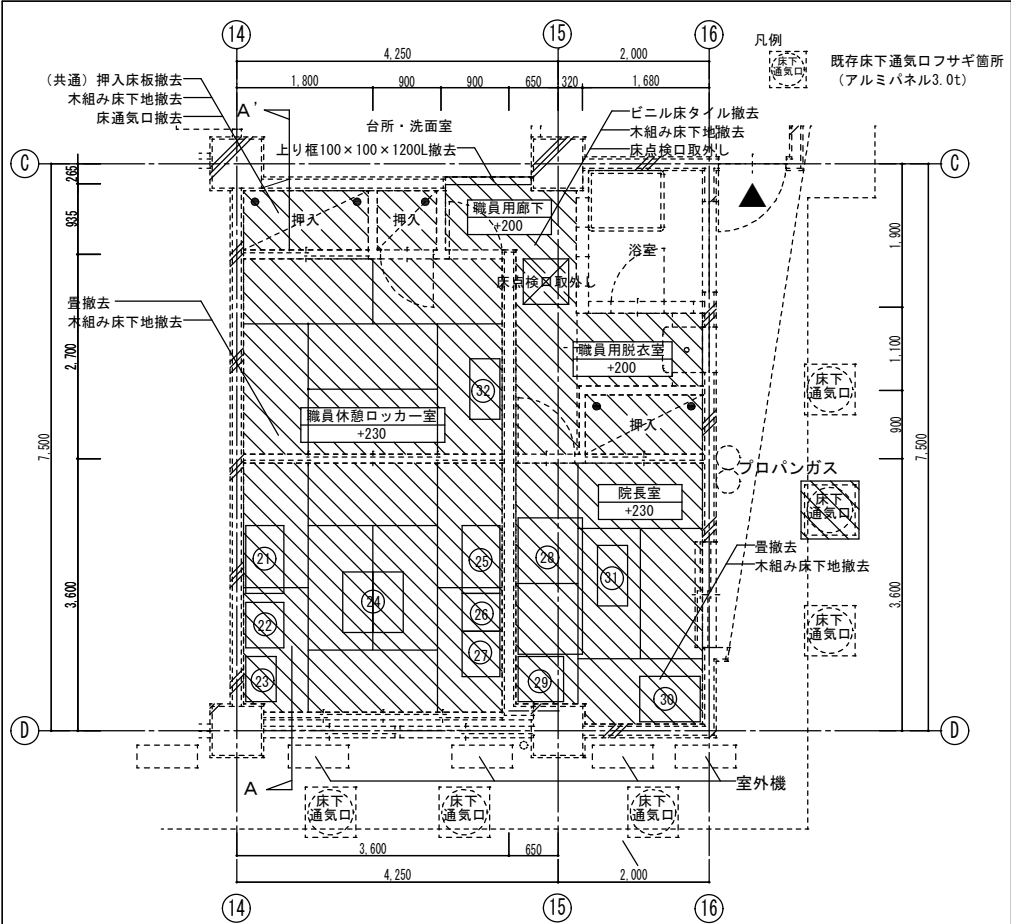 14
15
16
4,250
2,000
1,800
900
900
650
320
1,680
凡例
床下
通気口
既存床下通気口フサギ箇所
(アルミパネル3.0t)
(共通) 押入床板撤去
木組み床下地撤去
床通気口撤去
A'
台所・洗面室
上り框100×100×1200L撤去
ビニル床タイル撤去
木組み床下地撤去
床点検口取外し
C
C
265
935
2,700
3,600
7,500
押入
押入
職員用廊下
+200
浴室
床点検口取外し
1,900
1,100
900
3,600
7,500
畳撤去
木組み床下地撤去
職員用脱衣室
+200
32
職員休憩ロッカー室
+230
押入
床下
通気口
プロパンガス
院長室
+230
床下
通気口
畳撤去
木組み床下地撤去
21
22
23
24
25
26
27
28
29
30
31
床下
通気口
D
D
A
室外機
床下
通気口
床下
通気口
床下
通気口
3,600
650
4,250
2,000
14
15
16